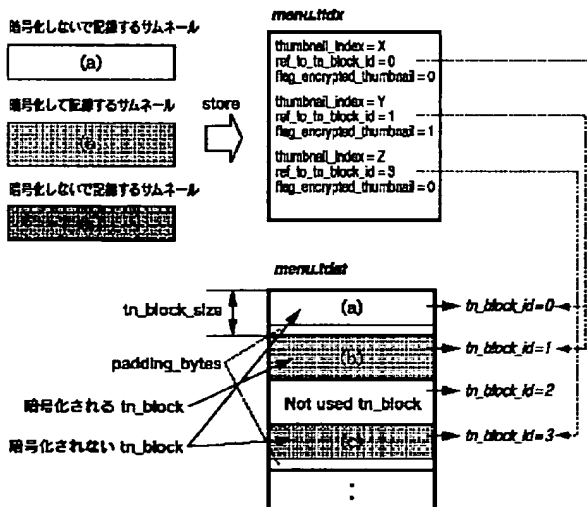 暗号化しないで記録するサムネール
(a)
暗号化して記録するサムネール
暗号化しないで記録するサムネール
store
menu.tidx
thumbnail_index = X
ref_to_tn_block_id = 0
flag_encrypted_thumbnail = 0
thumbnail_index = Y
ref_to_tn_block_id = 1
flag_encrypted_thumbnail = 1
thumbnail_index = Z
ref_to_tn_block_id = 3
flag_encrypted_thumbnail = 0
menu.tdat
tn_block_size
(a)
tn_block_id=0
padding_bytes
(b)
tn_block_id=1
暗号化される tn_block
Not used tn_block
tn_block_id=2
暗号化されない tn_block
(c)
tn_block_id=3